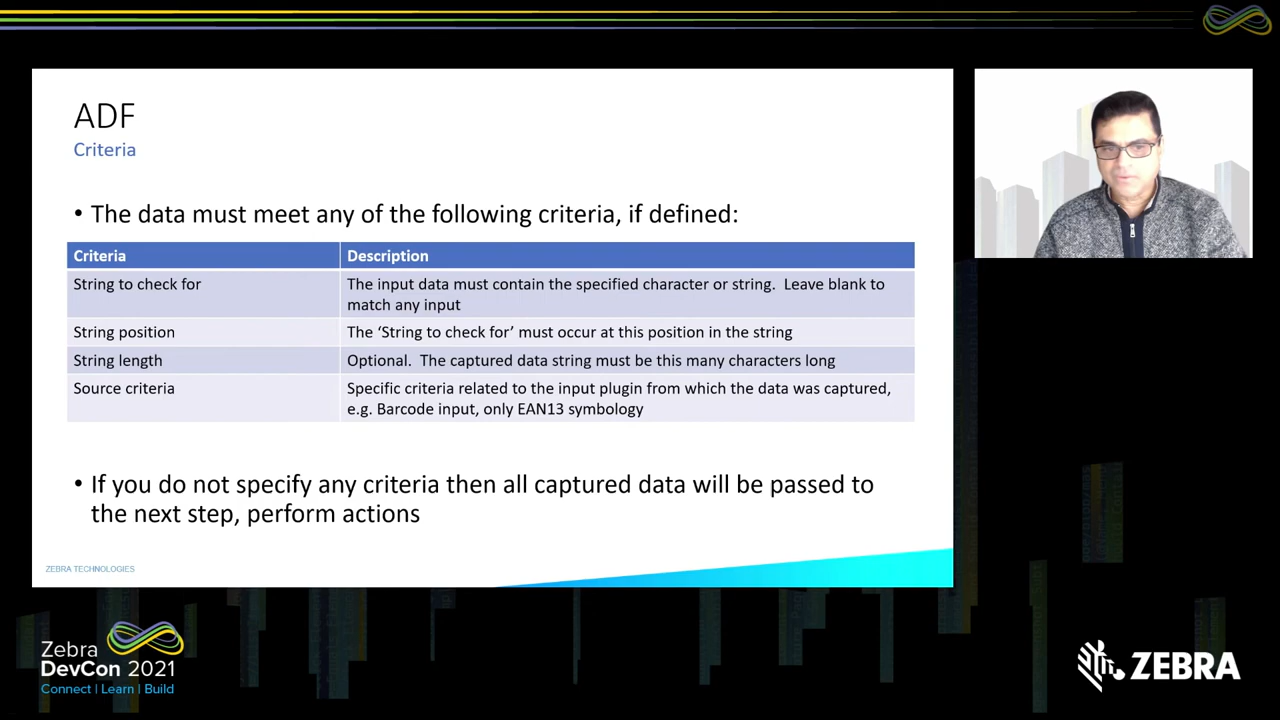 ADF
Criteria
• The data must meet any of the following criteria, if defined:
Criteria
Description
String to check for
The input data must contain the specified character or string. Leave blank to
match any input
String position
The ‘String to check for’ must occur at this position in the string
String length
Optional. The captured data string must be this many characters long
Source criteria
Specific criteria related to the input plugin from which the data was captured,
e.g. Barcode input, only EAN13 symbology
• If you do not specify any criteria then all captured data will be passed to
the next step, perform actions
ZEBRA TECHNOLOGIES
Zebra
DevCon 2021
Connect | Learn | Build
ZEBRA